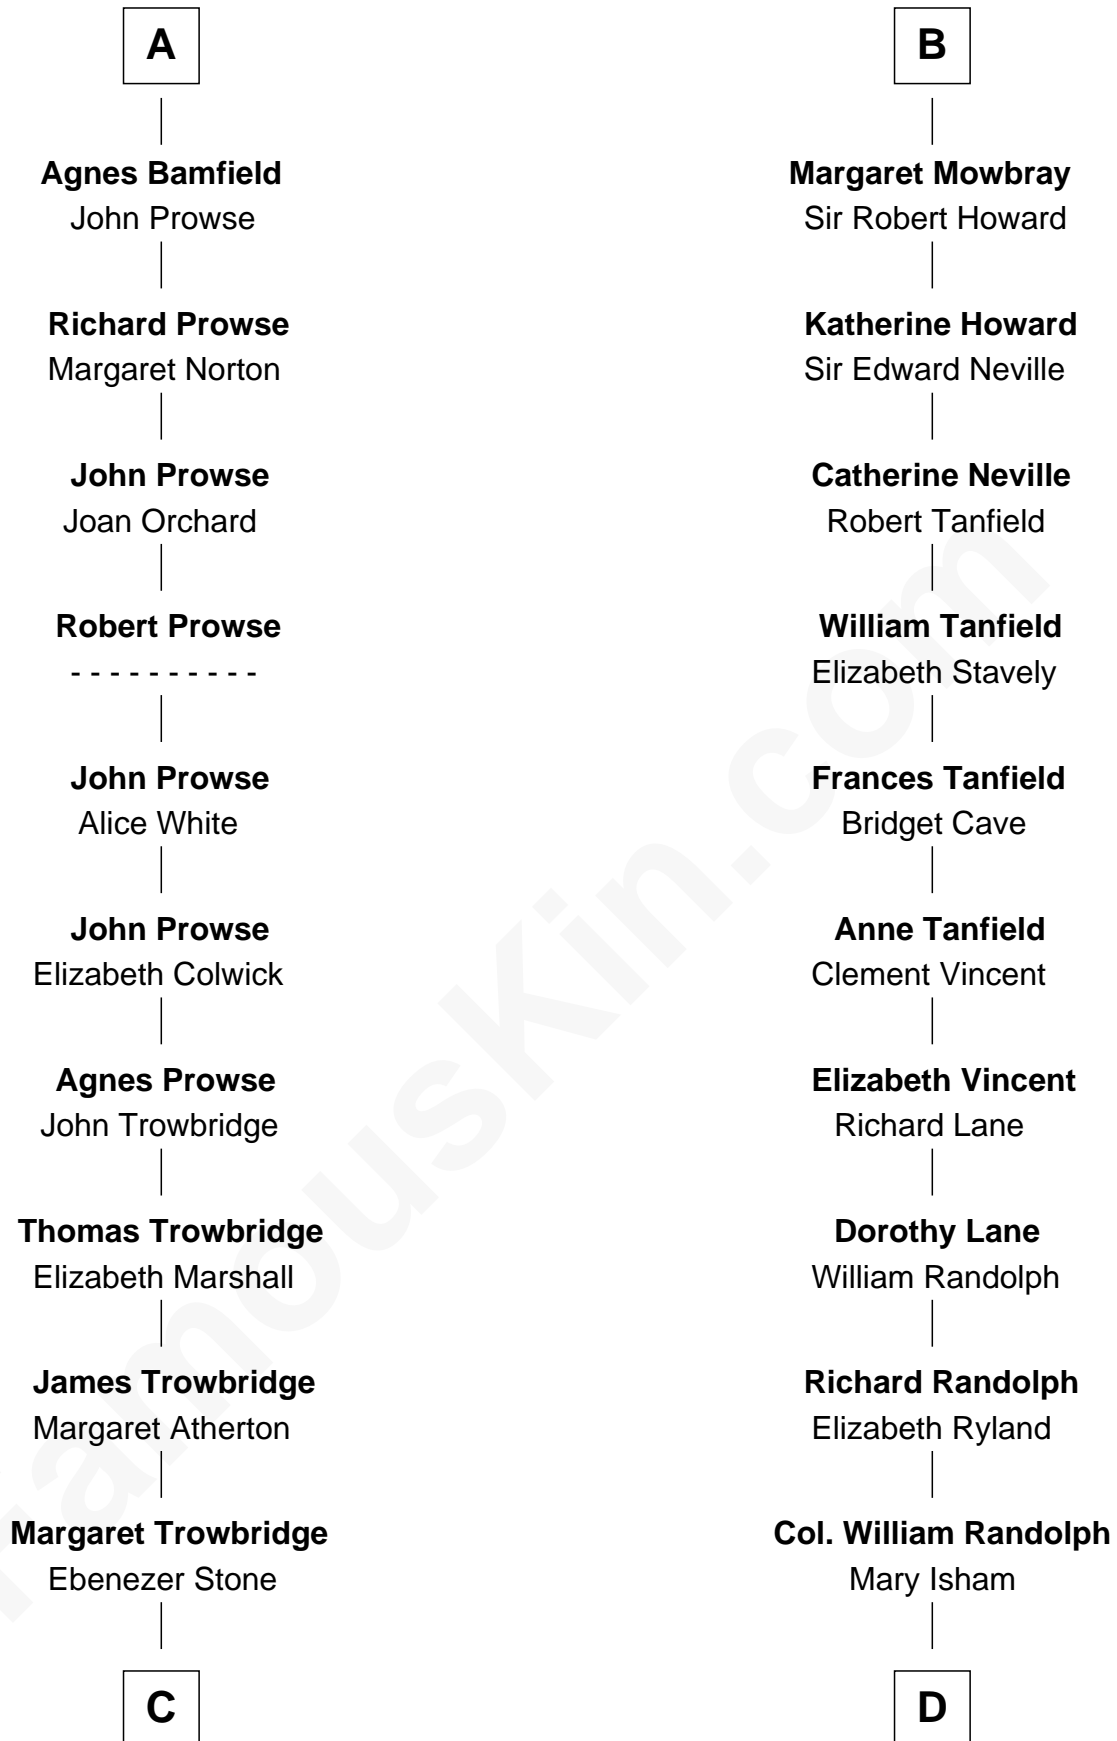 A
Agnes Bamfield
John Prowse
Richard Prowse
Margaret Norton
John Prowse
Joan Orchard
Robert Prowse
- - - - - - - - - -
John Prowse
Alice White
John Prowse
Elizabeth Colwick
Agnes Prowse
John Trowbridge
Thomas Trowbridge
Elizabeth Marshall
James Trowbridge
Margaret Atherton
Margaret Trowbridge
Ebenezer Stone
C
B
Margaret Mowbray
Sir Robert Howard
Katherine Howard
Sir Edward Neville
Catherine Neville
Robert Tanfield
William Tanfield
Elizabeth Stavely
Frances Tanfield
Bridget Cave
Anne Tanfield
Clement Vincent
Elizabeth Vincent
Richard Lane
Dorothy Lane
William Randolph
Richard Randolph
Elizabeth Ryland
Col. William Randolph
Mary Isham
D
FamousKin.com